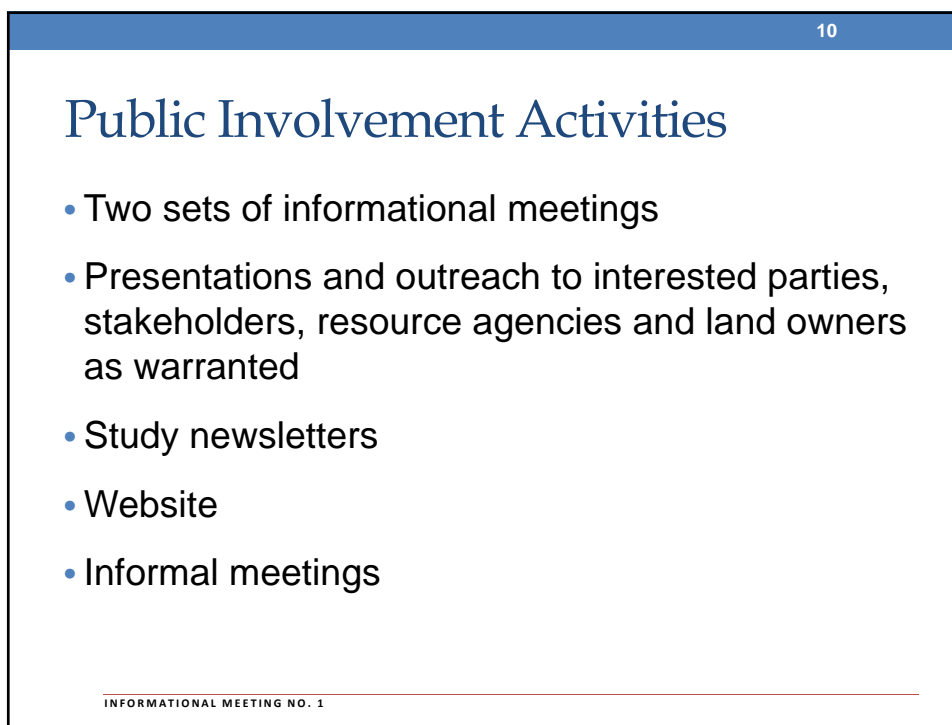 10
Public Involvement Activities
• Two sets of informational meetings
• Presentations and outreach to interested parties,
stakeholders, resource agencies and land owners
as warranted
• Study newsletters
• Website
• Informal meetings
INFORMATIONAL MEETING NO. 1